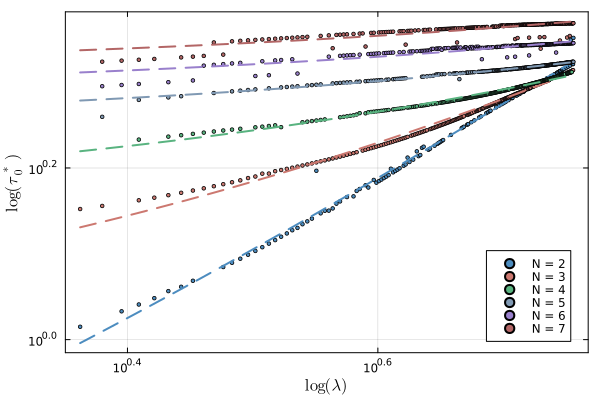 log(τ₀*)
10^0.2
10^0.0
10^0.4
10^0.6
log(λ)
N = 2
N = 3
N = 4
N = 5
N = 6
N = 7